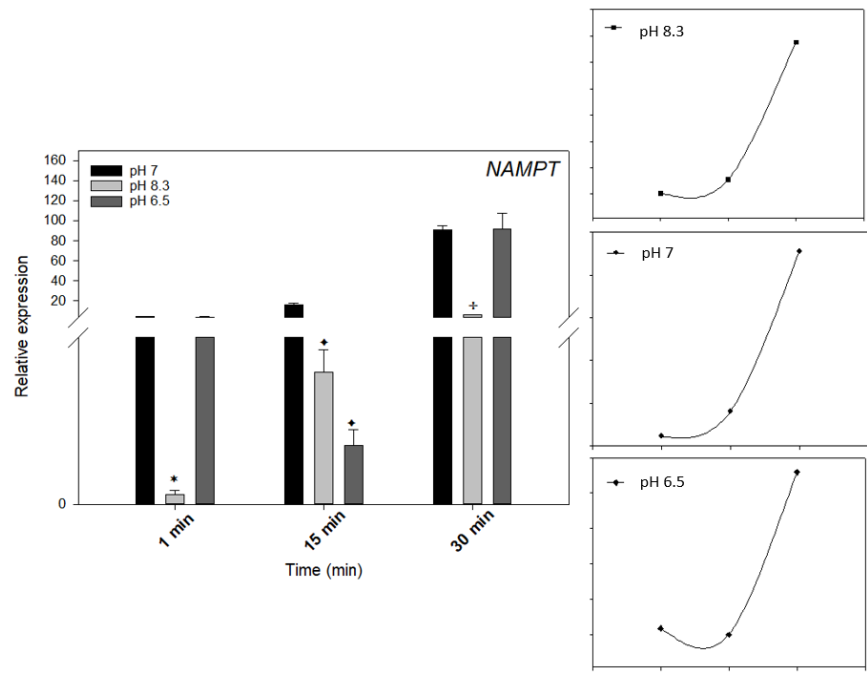 pH 8.3
160
140
120
100
80
60
40
20
0
Relative expression
pH 7
pH 8.3
pH 6.5
NAMPT
*
1 min
15 min
30 min
Time (min)
pH 7
pH 6.5